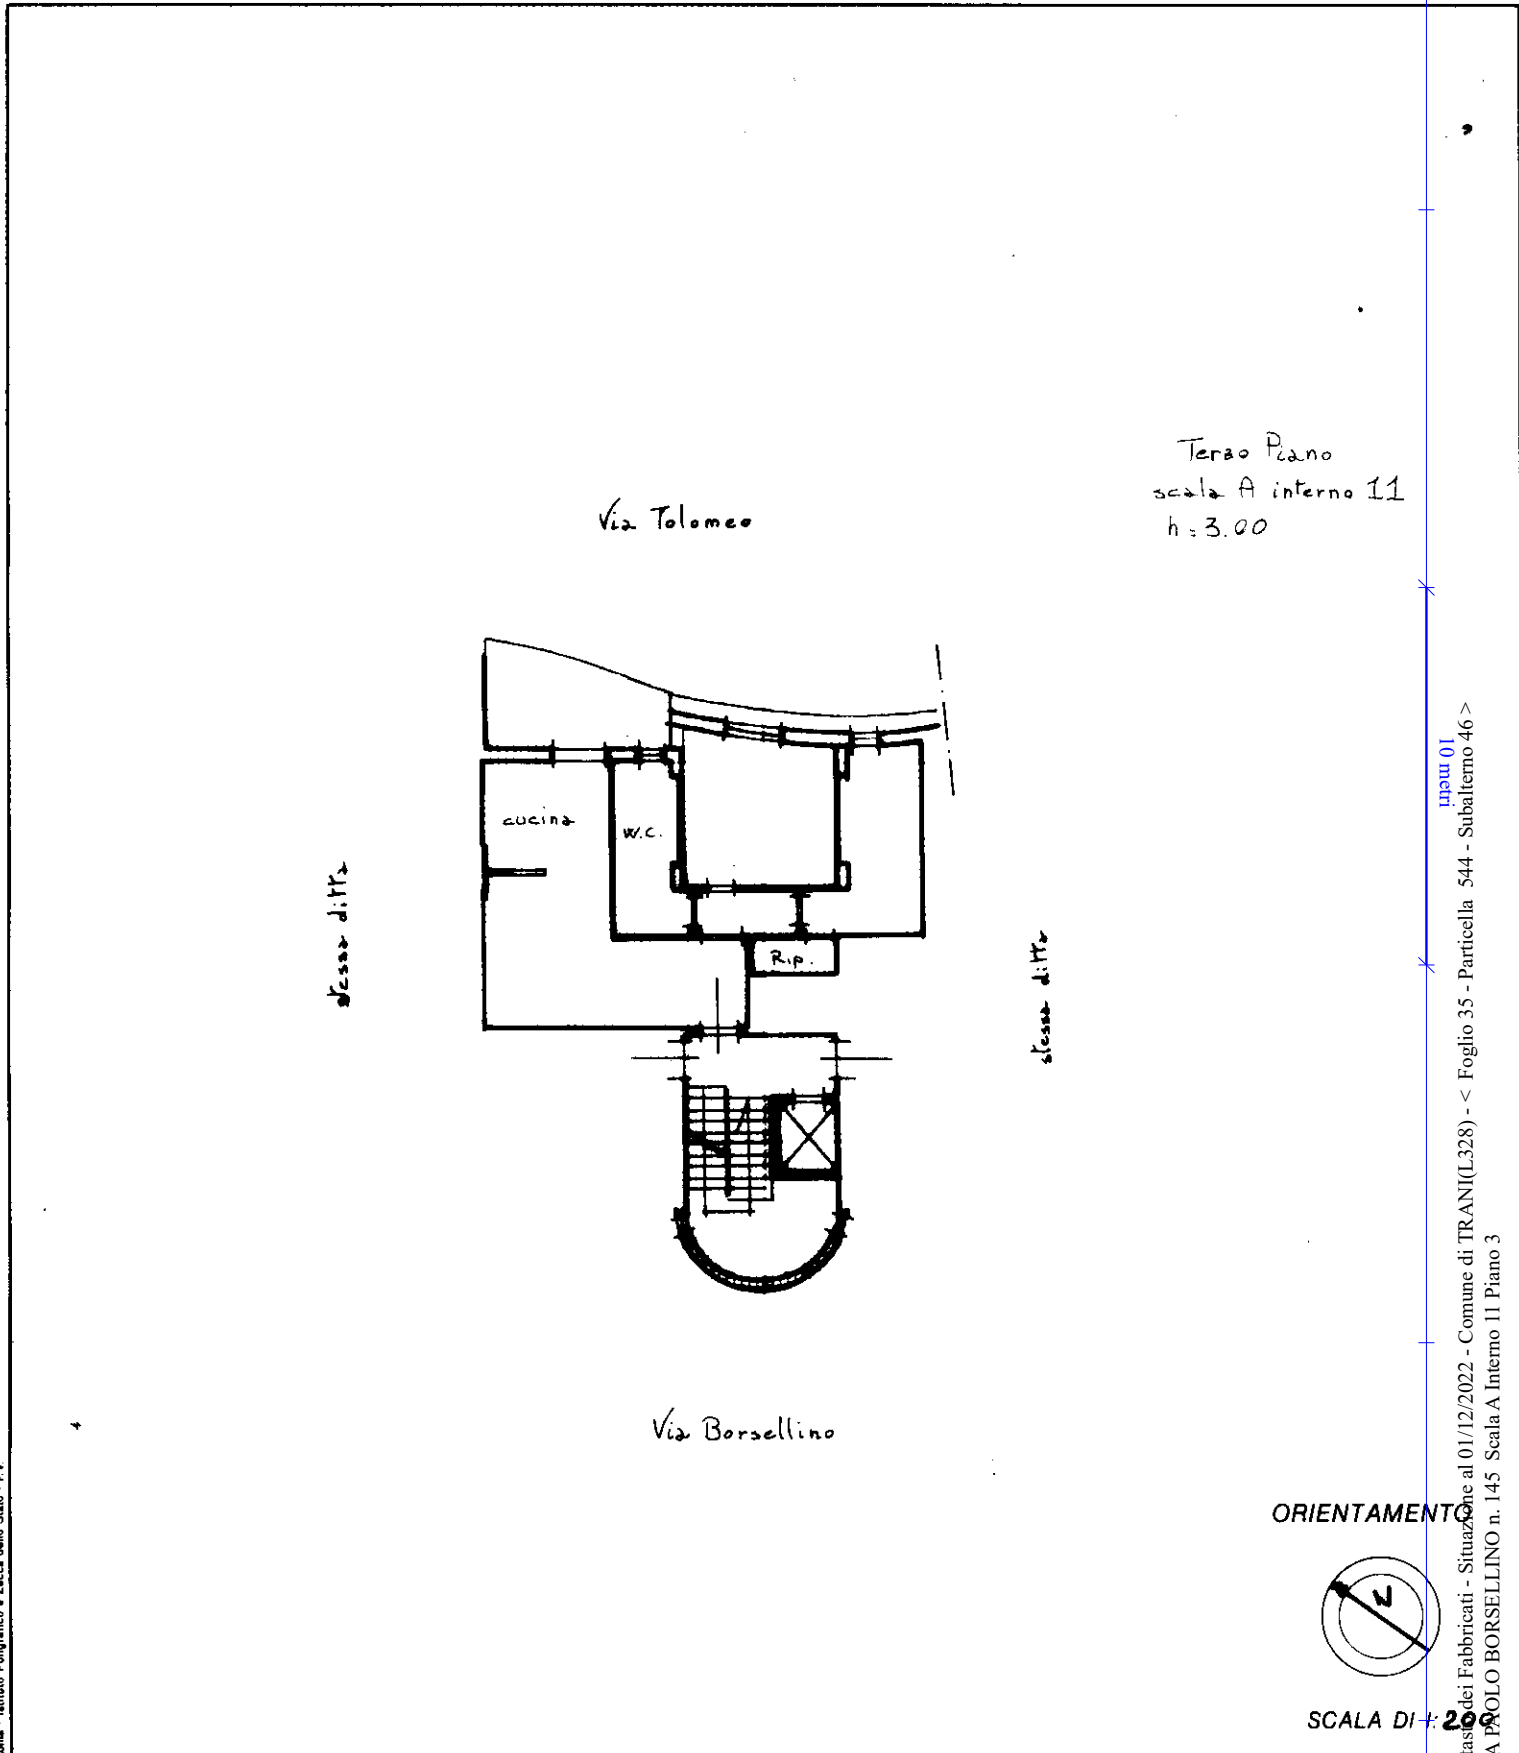 Terzo Piano
scala A interno 11
h = 3.00
Via Tolomeo
cucina
W.C.
Rip.
stessa ditta
stessa ditta
Via Borsellino
10 metri
ORIENTAMENTO
N
SCALA DI 1: 200
dei Fabbricati - Situazione al 01/12/2022 - Comune di TRANI(L328) - < Foglio 35 - Particella 544 - Subalterno 46 >
PAOLO BORSELLINO n. 145 Scala A Interno 11 Piano 3